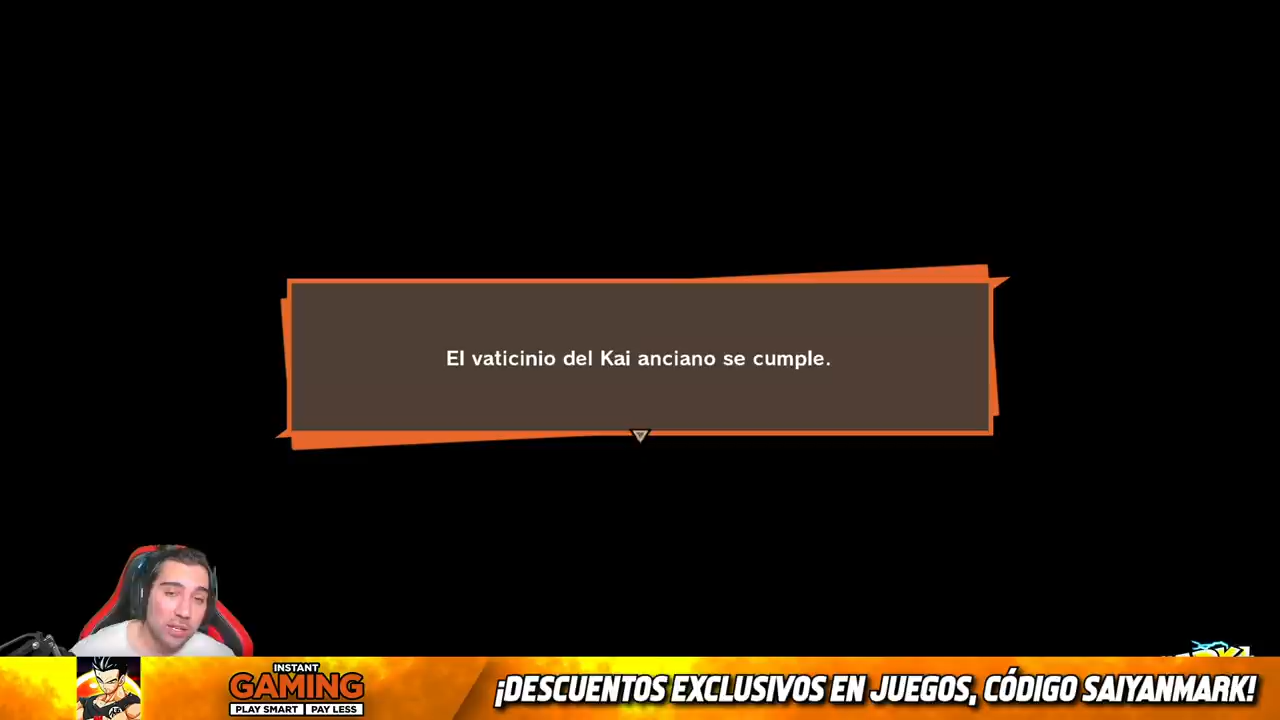 El vaticinio del Kai anciano se cumple.
INSTANT
GAMING
PLAY SMART | PAY LESS
¡DESCUENTOS EXCLUSIVOS EN JUEGOS, CÓDIGO SAIYANMARK!